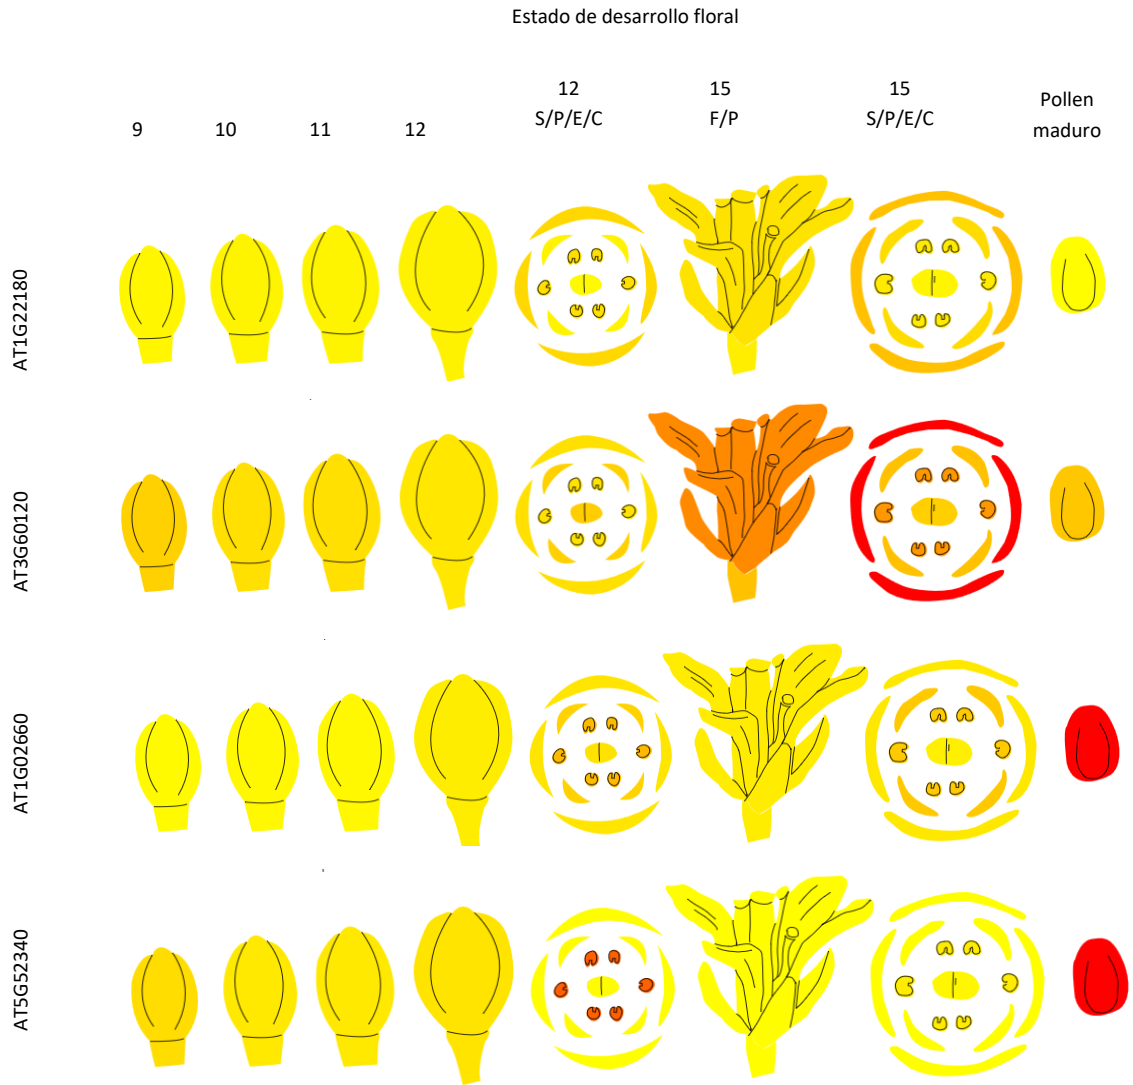 Estado de desarrollo floral
9
10
11
12
12
S/P/E/C
15
F/P
15
S/P/E/C
Pollen
maduro
AT1G22180
AT3G60120
AT1G02660
AT5G52340